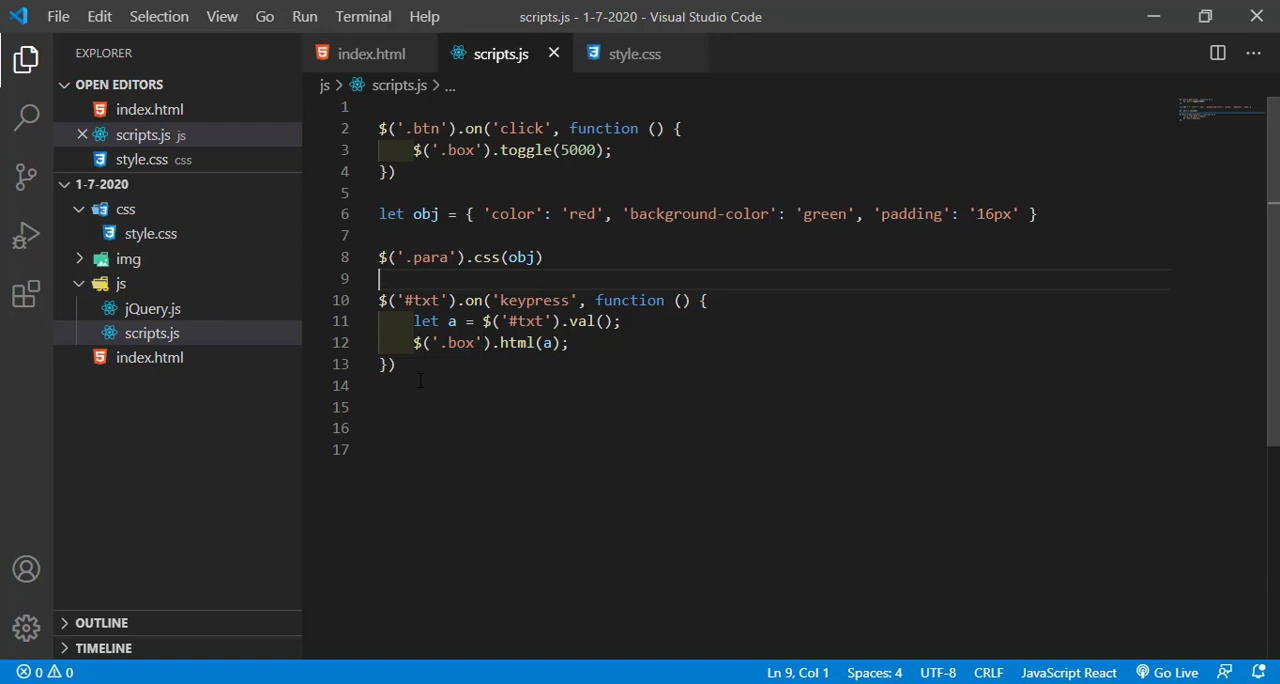 File Edit Selection View Go Run Terminal Help scripts.js - 1-7-2020 - Visual Studio Code
EXPLORER
OPEN EDITORS
index.html
scripts.js js
style.css css
1-7-2020
css
style.css
img
js
jQuery.js
scripts.js
index.html
OUTLINE
TIMELINE
index.html scripts.js style.css
js > scripts.js > ...
1
2 $('.btn').on('click', function () {
3 $('.box').toggle(5000);
4 })
5
6 let obj = { 'color': 'red', 'background-color': 'green', 'padding': '16px' }
7
8 $('.para').css(obj)
9
10 $('#txt').on('keypress', function () {
11 let a = $('#txt').val();
12 $('.box').html(a);
13 })
14
15
16
17
0 0 Ln 9, Col 1 Spaces: 4 UTF-8 CRLF JavaScript React Go Live